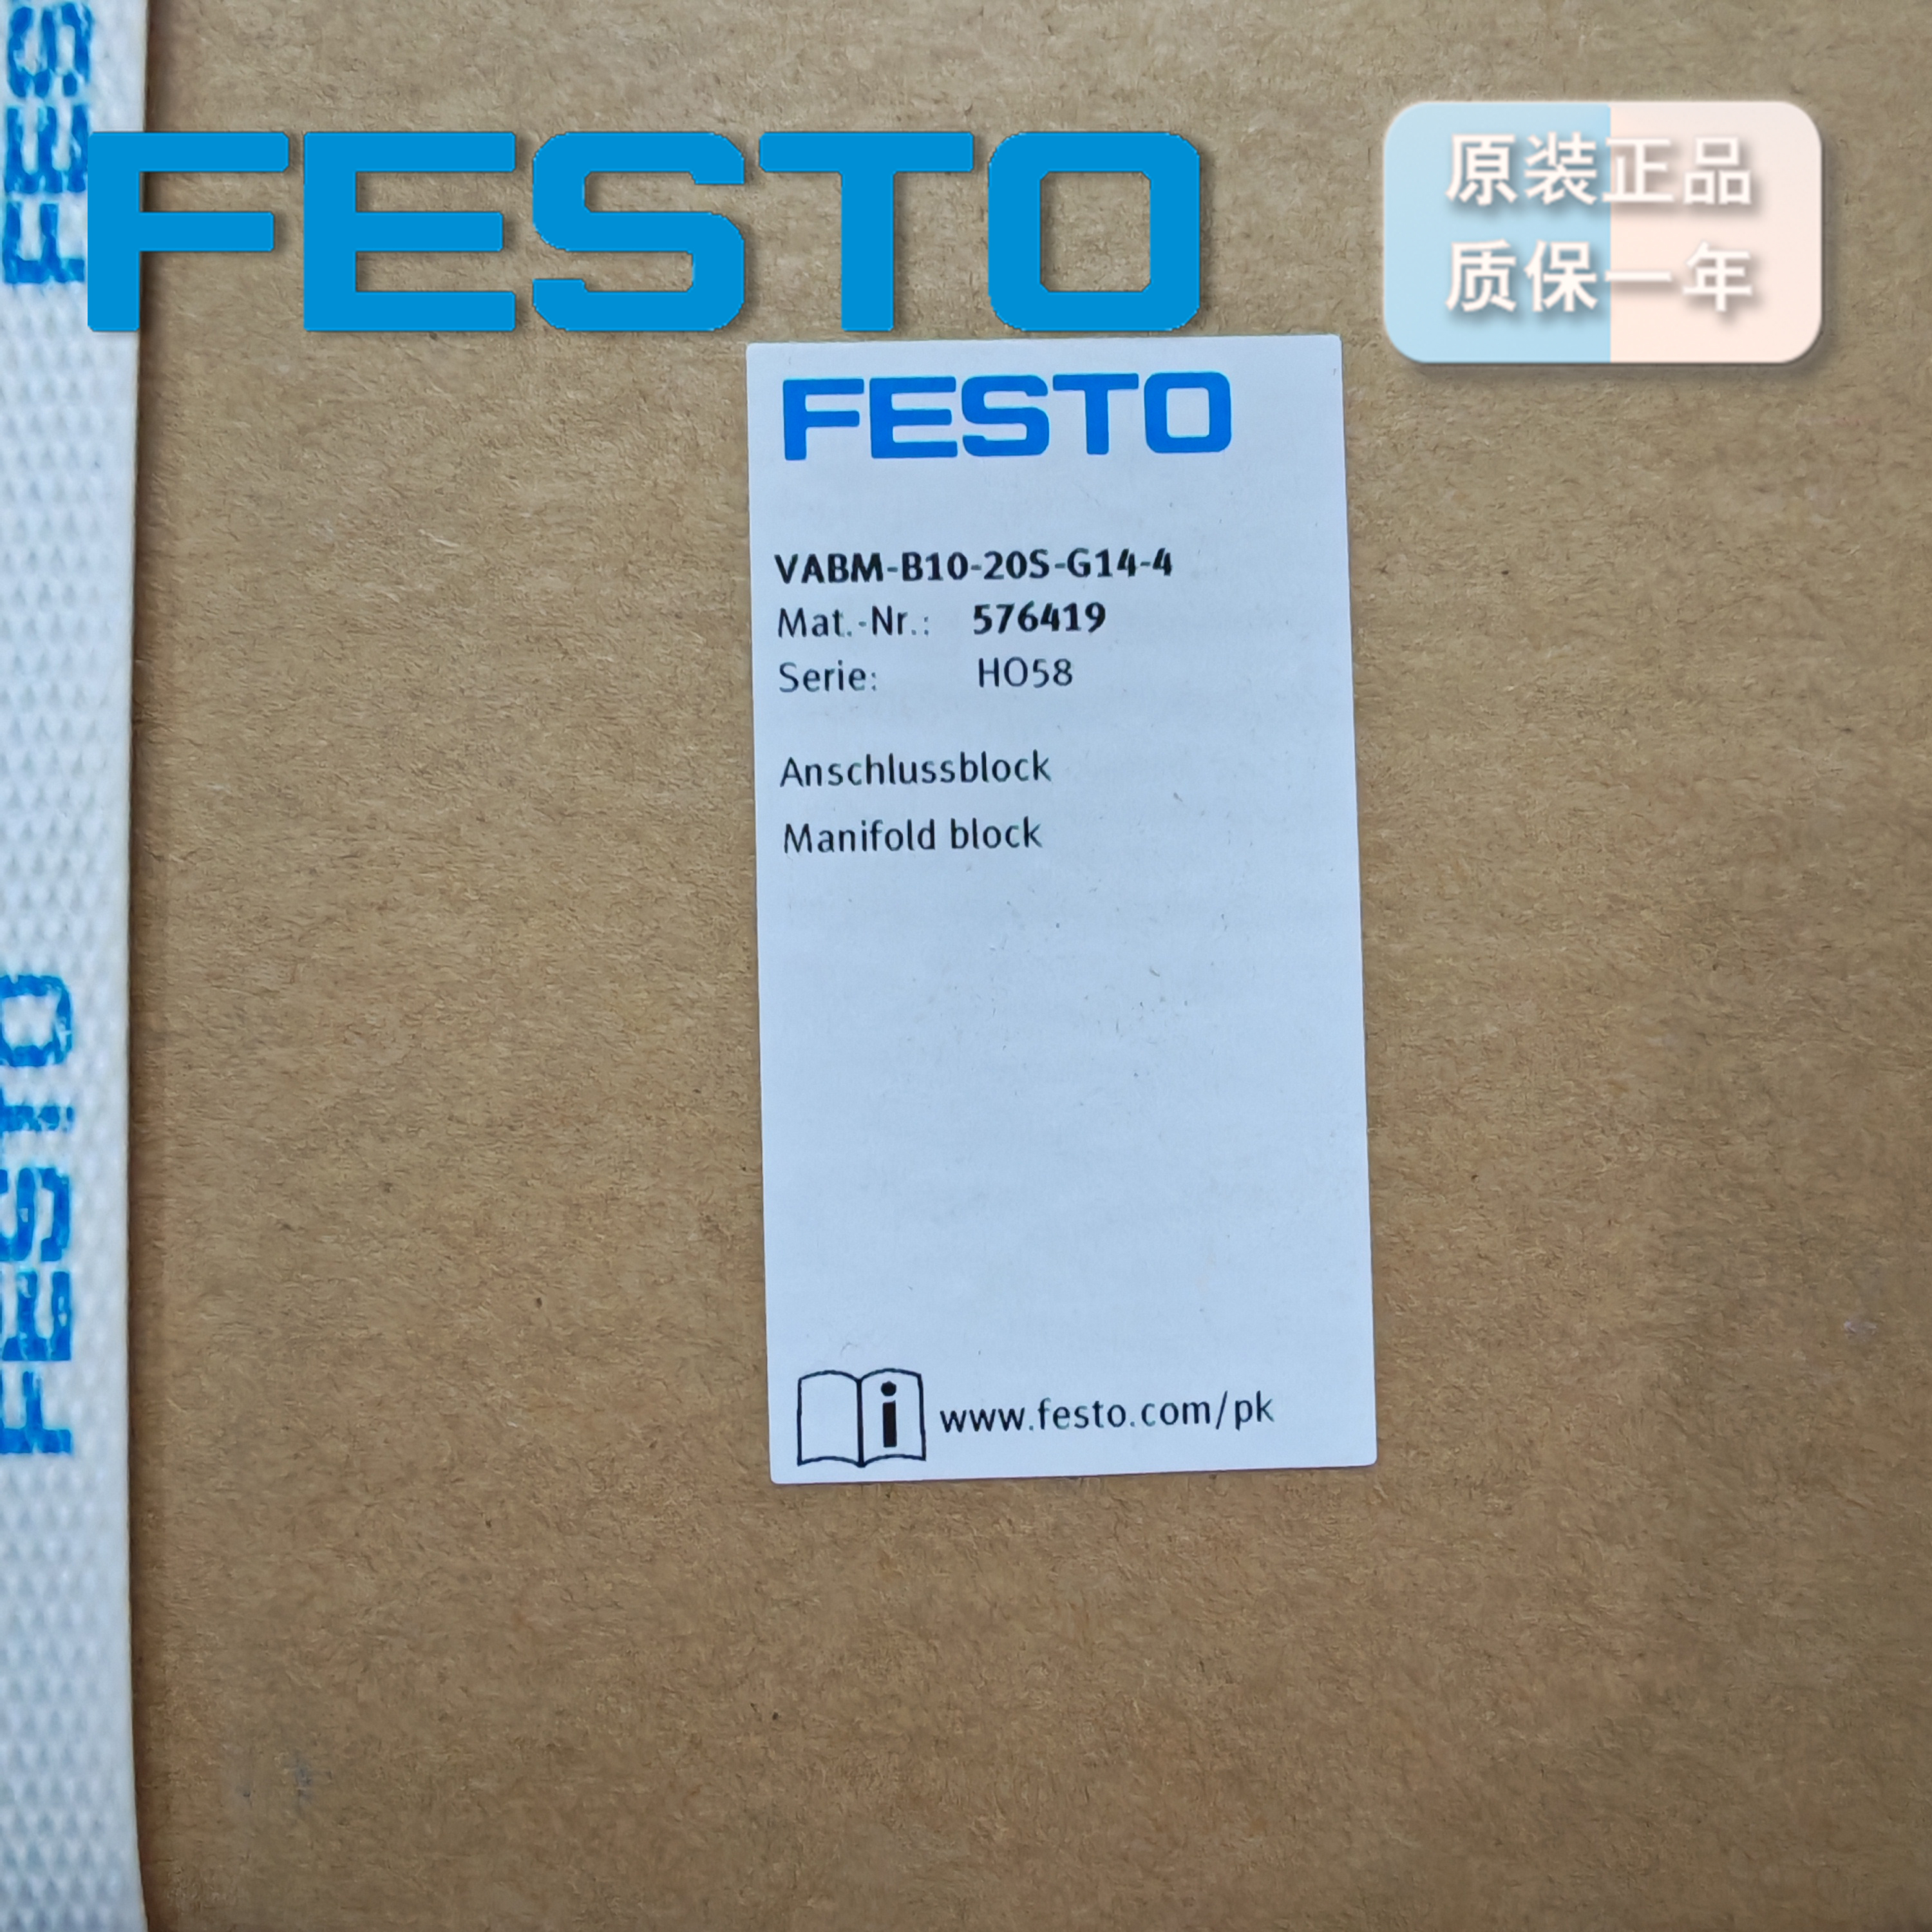 FESTO
原装正品
质保一年
FES
FESTO
FESTO
VABM-B10-20S-G14-4
Mat.-Nr.: 576419
Serie: HO58
Anschlussblock
Manifold block
i www.festo.com/pk